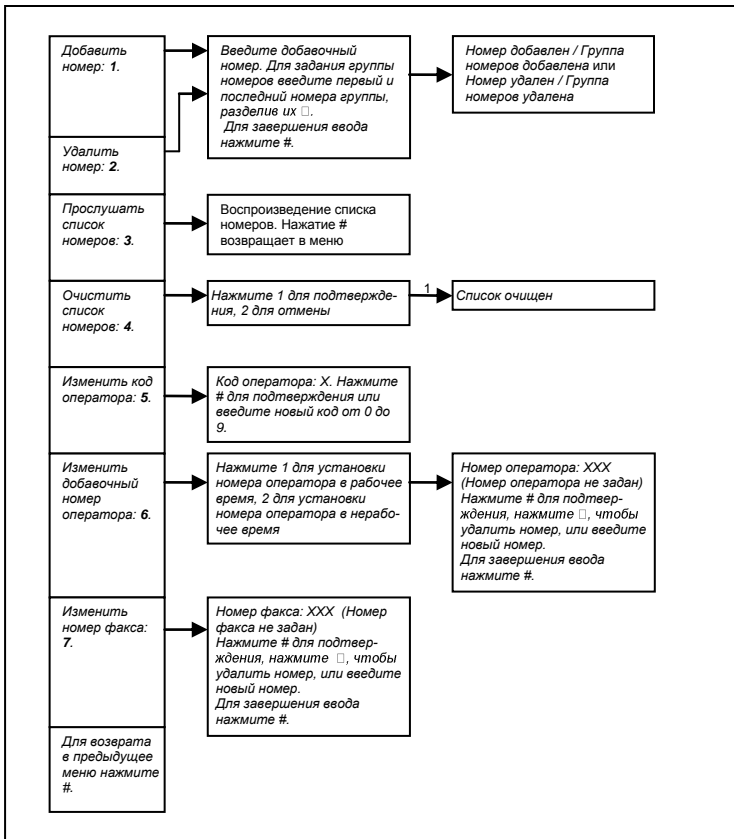 Добавить
номер: 1.
Введите добавочный
номер. Для задания группы
номеров введите первый и
последний номера группы,
разделив их □.
Для завершения ввода
нажмите #.
Номер добавлен / Группа
номеров добавлена или
Номер удален / Группа
номеров удалена
Удалить
номер: 2.
Прослушать
список
номеров: 3.
Воспроизведение списка
номеров. Нажатие #
возвращает в меню
Очистить
список
номеров: 4.
Нажмите 1 для подтвержде-
ния, 2 для отмены
1
Список очищен
Изменить код
оператора: 5.
Код оператора: X. Нажмите
# для подтверждения или
введите новый код от 0 до
9.
Изменить
добавочный
номер
оператора: 6.
Нажмите 1 для установки
номера оператора в рабочее
время, 2 для установки
номера оператора в нерабо-
чее время
Номер оператора: XXX
(Номер оператора не задан)
Нажмите # для подтвер-
ждения, нажмите □, чтобы
удалить номер, или введите
новый номер.
Для завершения ввода
нажмите #.
Изменить
номер факса:
7.
Номер факса: XXX (Номер
факса не задан)
Нажмите # для подтвер-
ждения, нажмите □, чтобы
удалить номер, или введите
новый номер.
Для завершения ввода
нажмите #.
Для возврата
в предыдущее
меню нажмите
#.